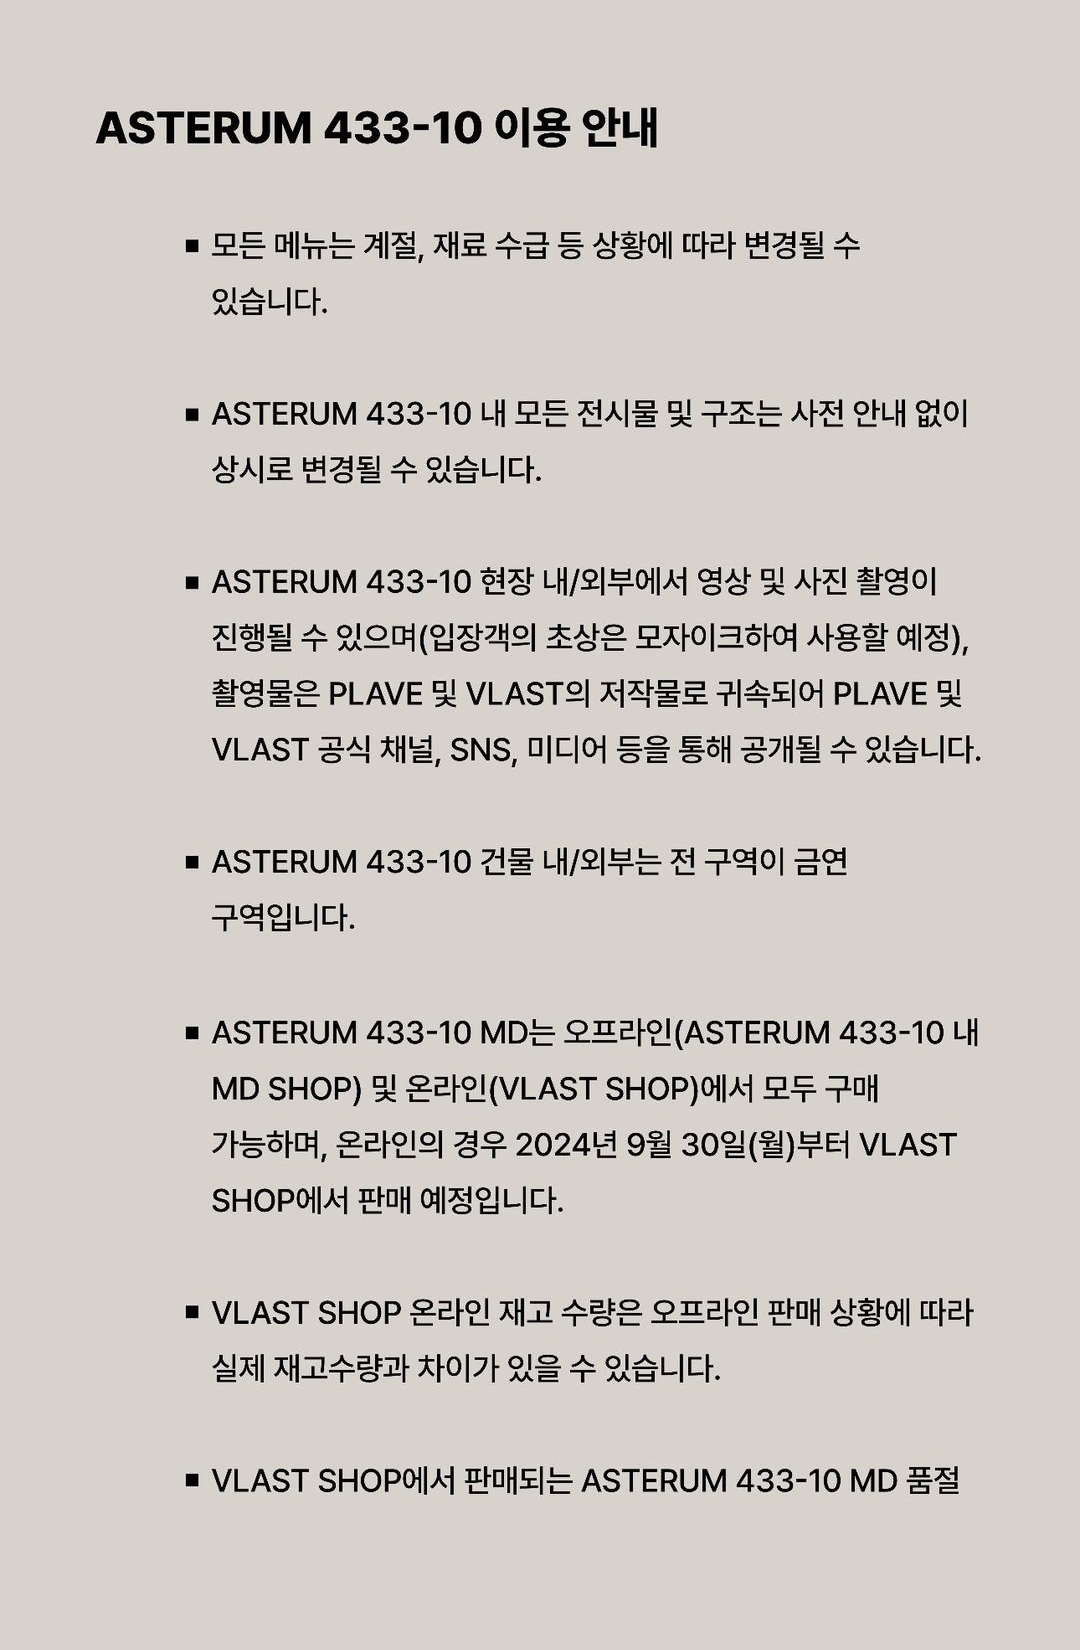 ASTERUM 433-10 이용 안내
▪ 모든 메뉴는 계절, 재료 수급 등 상황에 따라 변경될 수
있습니다.
▪ ASTERUM 433-10 내 모든 전시물 및 구조는 사전 안내 없이
상시로 변경될 수 있습니다.
▪ ASTERUM 433-10 현장 내/외부에서 영상 및 사진 촬영이
진행될 수 있으며(입장객의 초상은 모자이크하여 사용할 예정),
촬영물은 PLAVE 및 VLAST의 저작물로 귀속되어 PLAVE 및
VLAST 공식 채널, SNS, 미디어 등을 통해 공개될 수 있습니다.
▪ ASTERUM 433-10 건물 내/외부는 전 구역이 금연
구역입니다.
▪ ASTERUM 433-10 MD는 오프라인(ASTERUM 433-10 내
MD SHOP) 및 온라인(VLAST SHOP)에서 모두 구매
가능하며, 온라인의 경우 2024년 9월 30일(월)부터 VLAST
SHOP에서 판매 예정입니다.
▪ VLAST SHOP 온라인 재고 수량은 오프라인 판매 상황에 따라
실제 재고수량과 차이가 있을 수 있습니다.
▪ VLAST SHOP에서 판매되는 ASTERUM 433-10 MD 품절